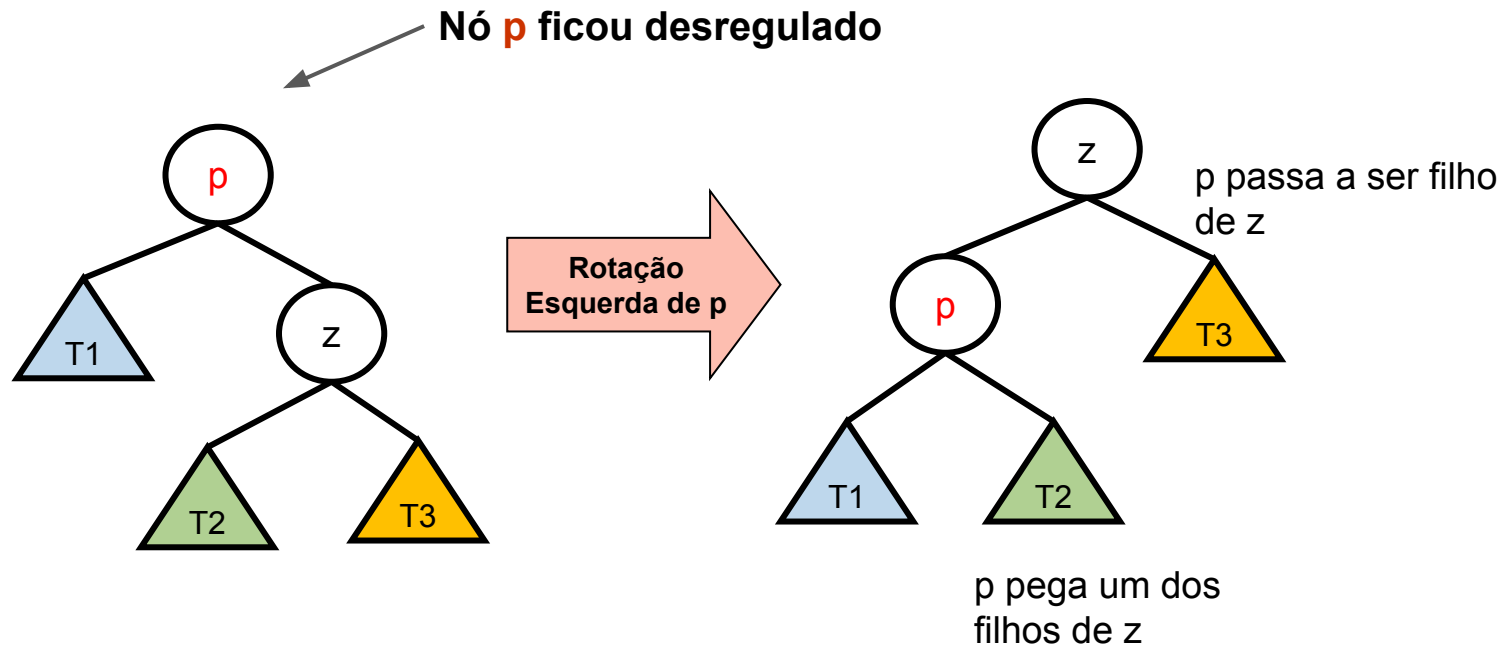 Nó p ficou desregulado
p
z
T1
T2
T3
Rotação
Esquerda de p
z
p passa a ser filho
de z
p
T3
T1
T2
p pega um dos
filhos de z